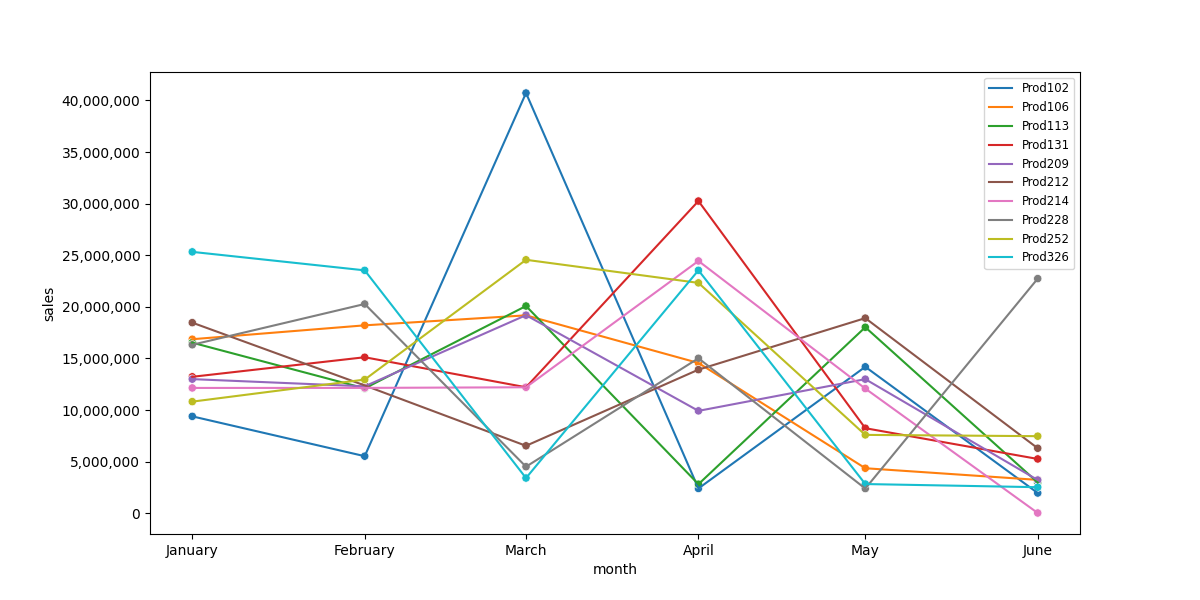 40,000,000
35,000,000
30,000,000
25,000,000
20,000,000
15,000,000
10,000,000
5,000,000
0
sales
January February March April May June
month
Prod102
Prod106
Prod113
Prod131
Prod209
Prod212
Prod214
Prod228
Prod252
Prod326